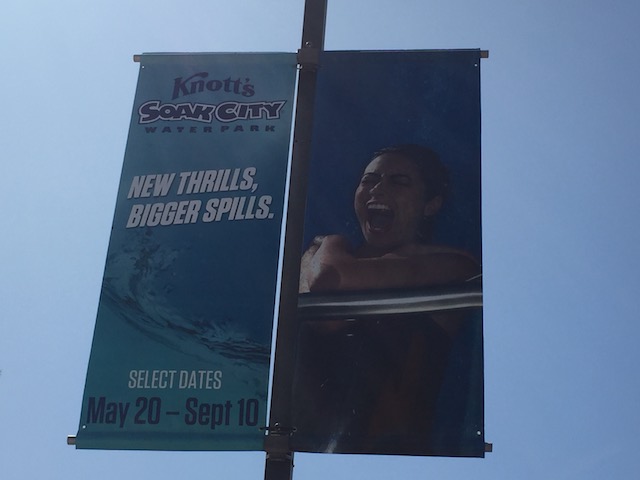 Knott's
SOAK CITY
WATER PARK
NEW THRILLS,
BIGGER SPILLS.
SELECT DATES
May 20 – Sept 10